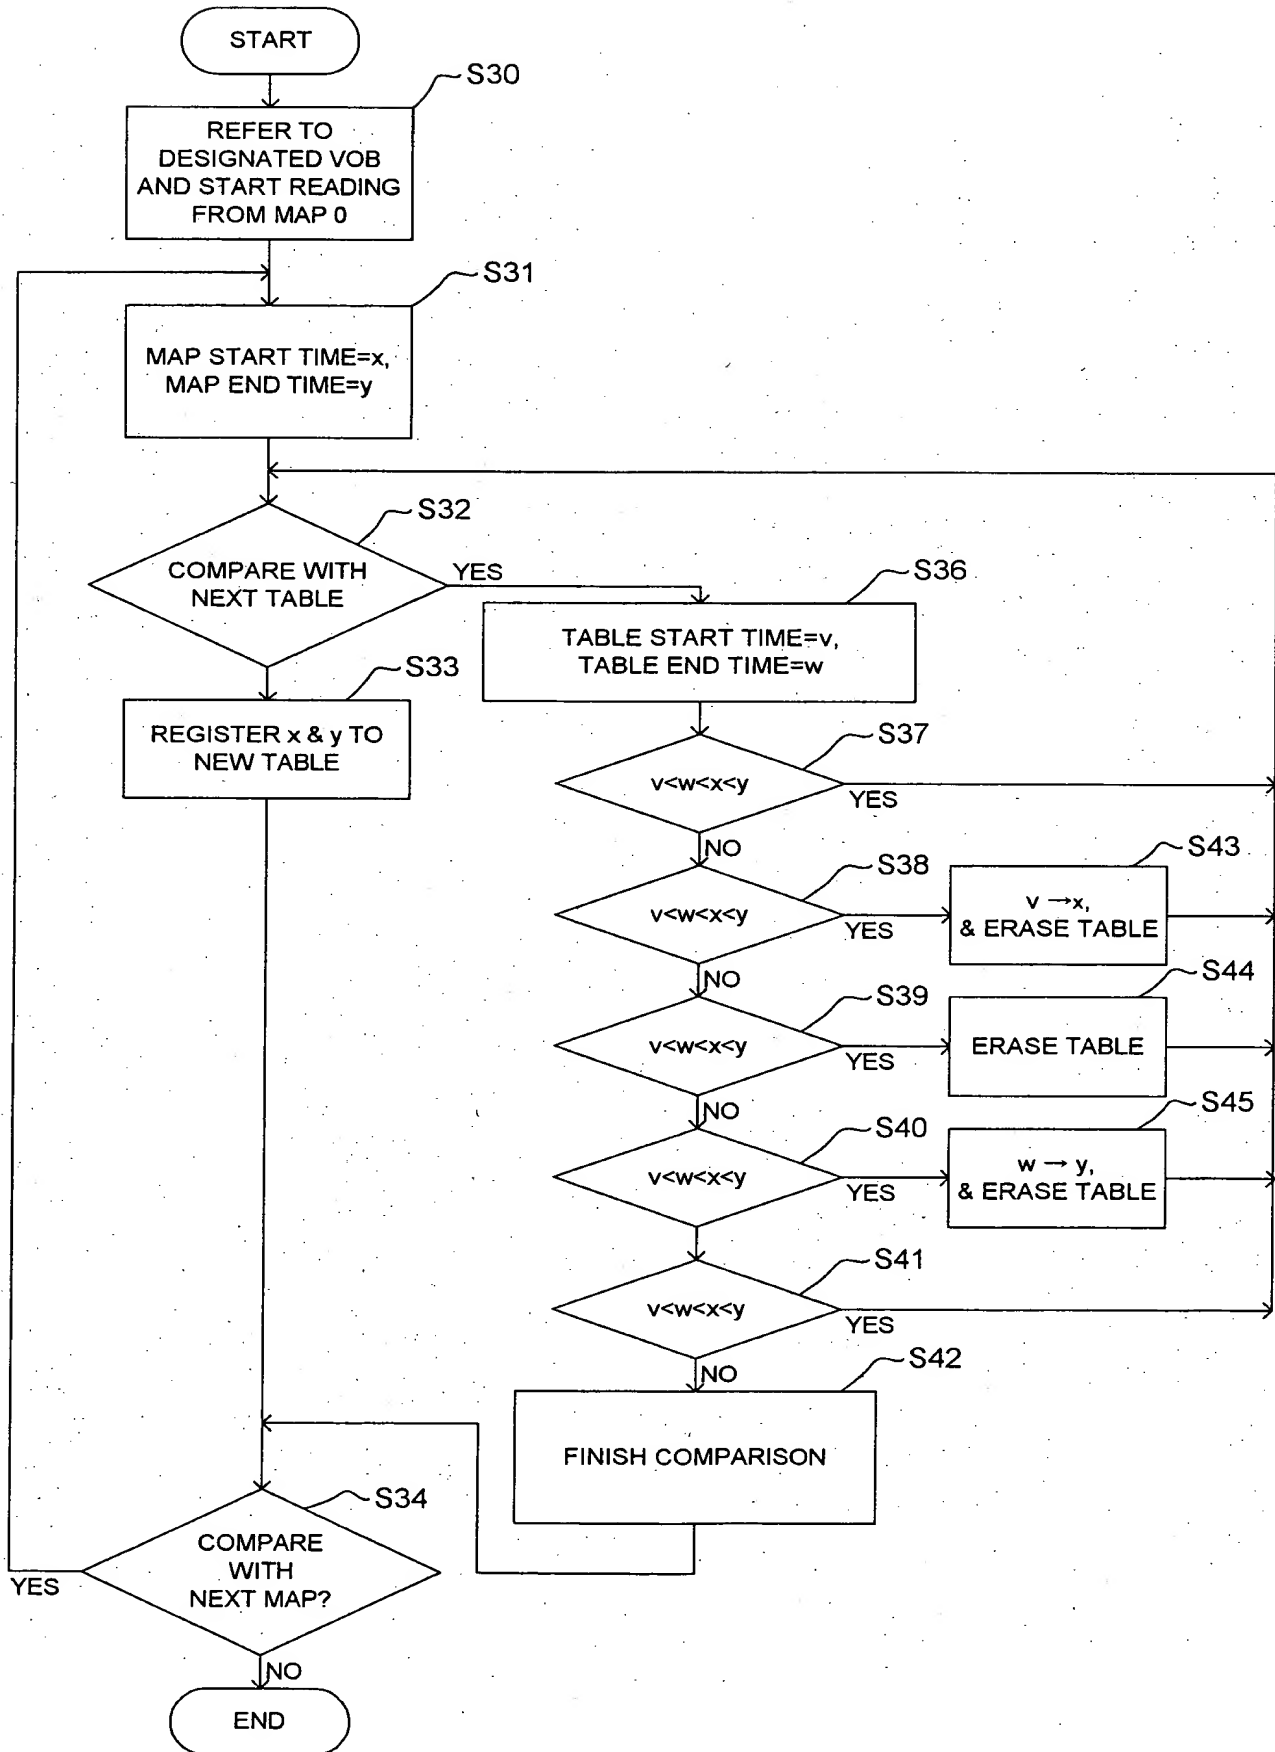 START
S30
REFER TO
DESIGNATED VOB
AND START READING
FROM MAP 0
S31
MAP START TIME=x,
MAP END TIME=y
S32
COMPARE WITH
NEXT TABLE
YES
S36
TABLE START TIME=v,
TABLE END TIME=w
S33
REGISTER x & y TO
NEW TABLE
S37
v<w<x<y
YES
NO
S38
v<w<x<y
YES
S43
v →x,
& ERASE TABLE
NO
S39
v<w<x<y
YES
S44
ERASE TABLE
NO
S40
v<w<x<y
YES
S45
w → y,
& ERASE TABLE
S41
v<w<x<y
YES
NO
S42
FINISH COMPARISON
S34
COMPARE
WITH
NEXT MAP?
YES
NO
END